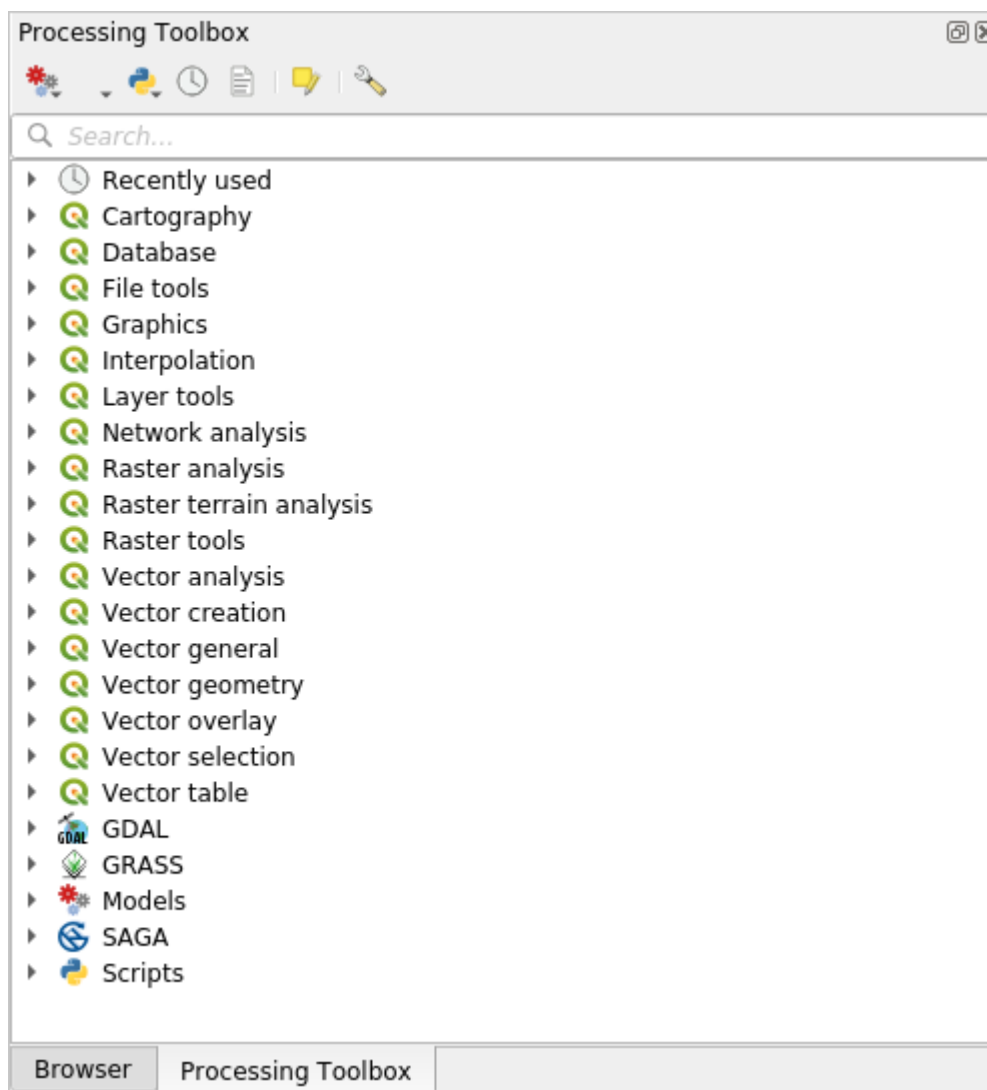 Processing Toolbox
Search...
Recently used
Cartography
Database
File tools
Graphics
Interpolation
Layer tools
Network analysis
Raster analysis
Raster terrain analysis
Raster tools
Vector analysis
Vector creation
Vector general
Vector geometry
Vector overlay
Vector selection
Vector table
GDAL GDAL
GRASS
Models
SAGA
Scripts
Browser Processing Toolbox